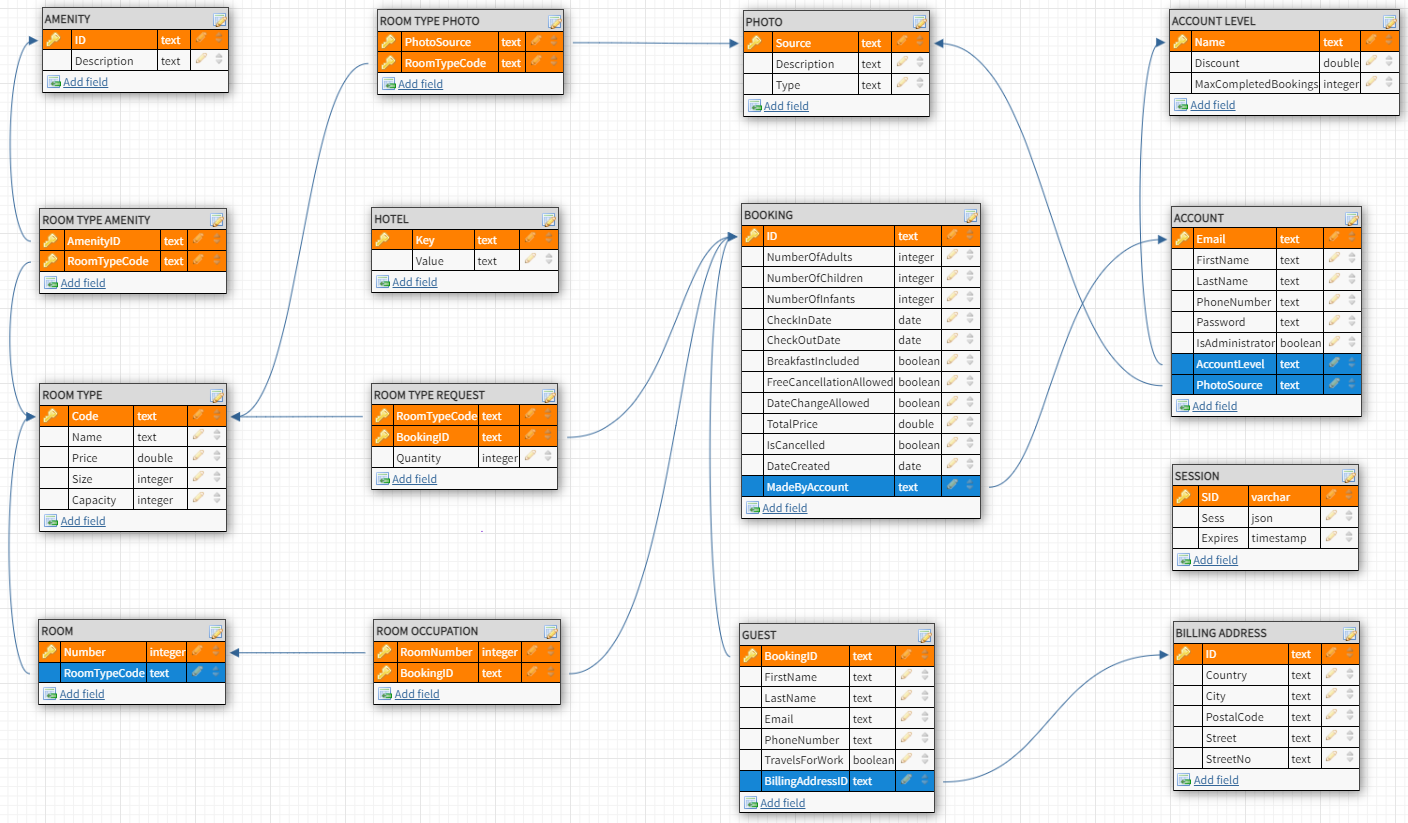 AMENITY
ID text
Description text
Add field
ROOM TYPE PHOTO
PhotoSource text
RoomTypeCode text
Add field
PHOTO
Source text
Description text
Type text
Add field
ACCOUNT LEVEL
Name text
Discount double
MaxCompletedBookings integer
Add field
ROOM TYPE AMENITY
AmenityID text
RoomTypeCode text
Add field
HOTEL
Key text
Value text
Add field
BOOKING
ID text
NumberOfAdults integer
NumberOfChildren integer
NumberOfInfants integer
CheckInDate date
CheckOutDate date
BreakfastIncluded boolean
FreeCancellationAllowed boolean
DateChangeAllowed boolean
TotalPrice double
IsCancelled boolean
DateCreated date
MadeByAccount text
Add field
ACCOUNT
Email text
FirstName text
LastName text
PhoneNumber text
Password text
IsAdministrator boolean
AccountLevel text
PhotoSource text
Add field
ROOM TYPE
Code text
Name text
Price double
Size integer
Capacity integer
Add field
ROOM TYPE REQUEST
RoomTypeCode text
BookingID text
Quantity integer
Add field
SESSION
SID varchar
Sess json
Expires timestamp
Add field
ROOM
Number integer
RoomTypeCode text
Add field
ROOM OCCUPATION
RoomNumber integer
BookingID text
Add field
GUEST
BookingID text
FirstName text
LastName text
Email text
PhoneNumber text
TravelsForWork boolean
BillingAddressID text
Add field
BILLING ADDRESS
ID text
Country text
City text
PostalCode text
Street text
StreetNo text
Add field